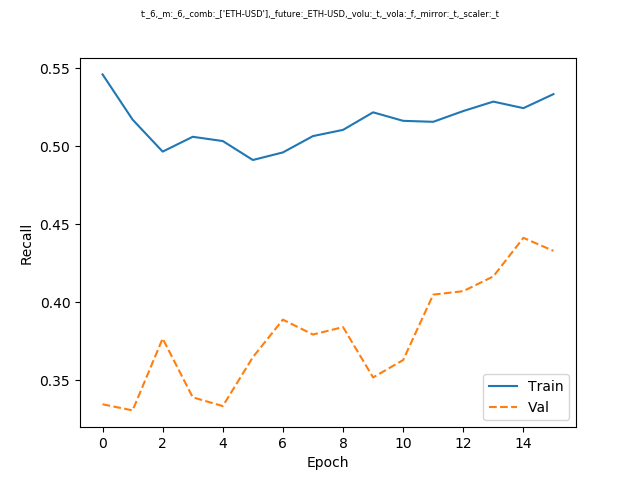 t:_6,_m:_6,_comb:_['ETH-USD'],_future:_ETH-USD,_volu:_t,_vola:_f,_mirror:_t,_scaler:_t
0.55
0.50
0.45
0.40
0.35
Recall
Train
Val
0 2 4 6 8 10 12 14
Epoch